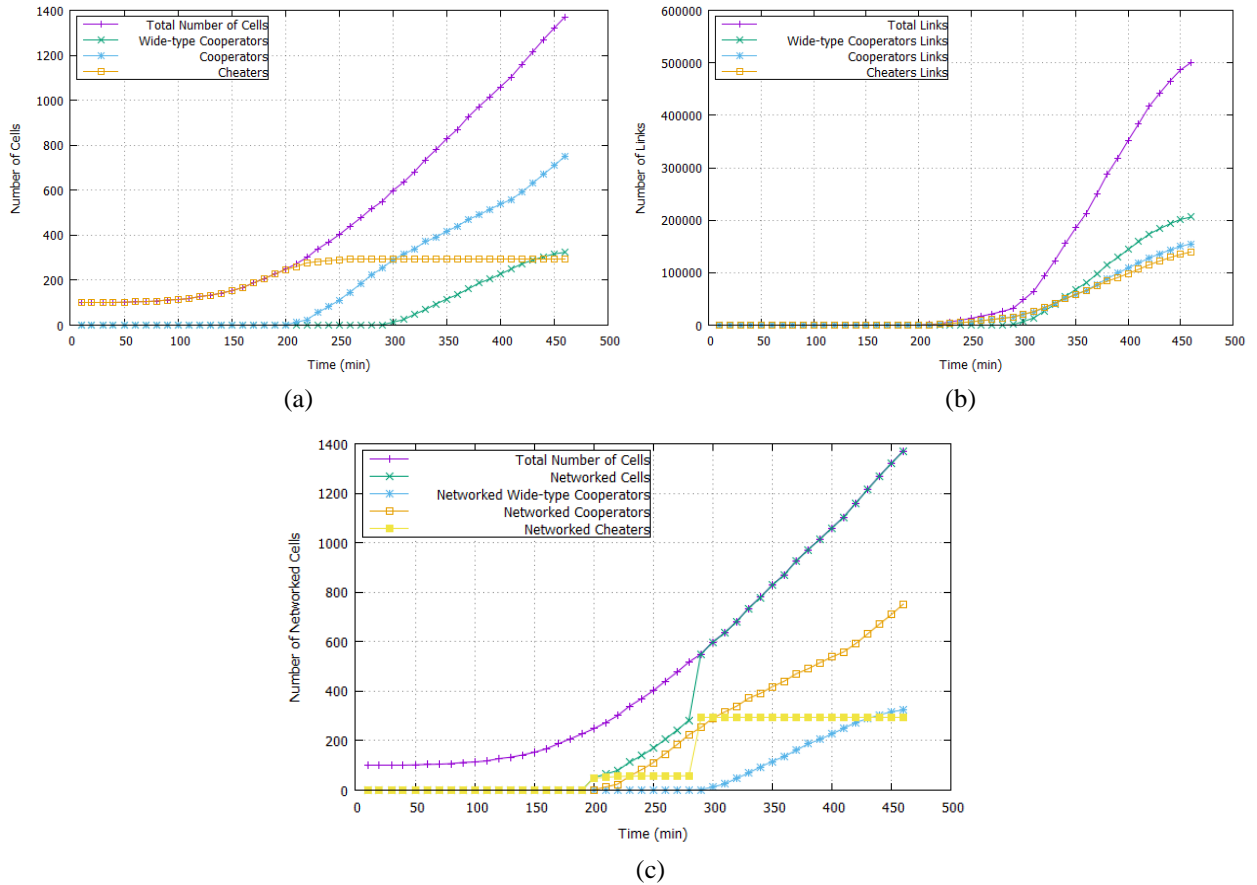 1400
1200
1000
800
600
400
200
0
0
50
100
150
200
250
300
350
400
450
500
Number of Cells
Time (min)
Total Number of Cells
Wide-type Cooperators
Cooperators
Cheaters
(a)
600000
500000
400000
300000
200000
100000
0
0
50
100
150
200
250
300
350
400
450
500
Number of Links
Time (min)
Total Links
Wide-type Cooperators Links
Cooperators Links
Cheaters Links
(b)
1400
1200
1000
800
600
400
200
0
0
50
100
150
200
250
300
350
400
450
500
Number of Networked Cells
Time (min)
Total Number of Cells
Networked Cells
Networked Wide-type Cooperators
Networked Cooperators
Networked Cheaters
(c)